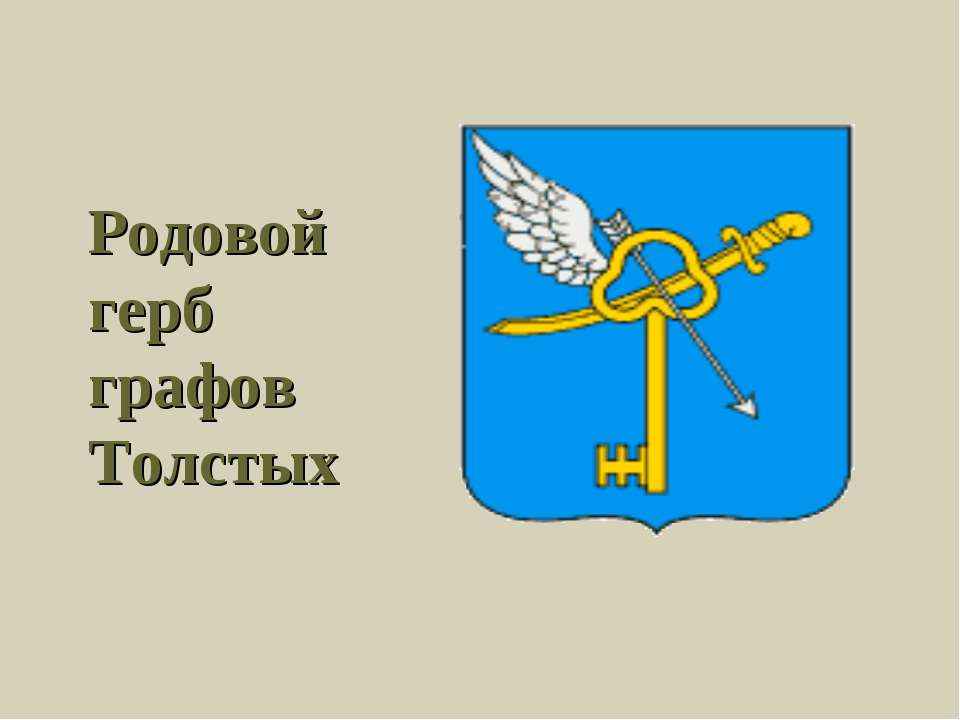 Родовой
герб
графов
Толстых